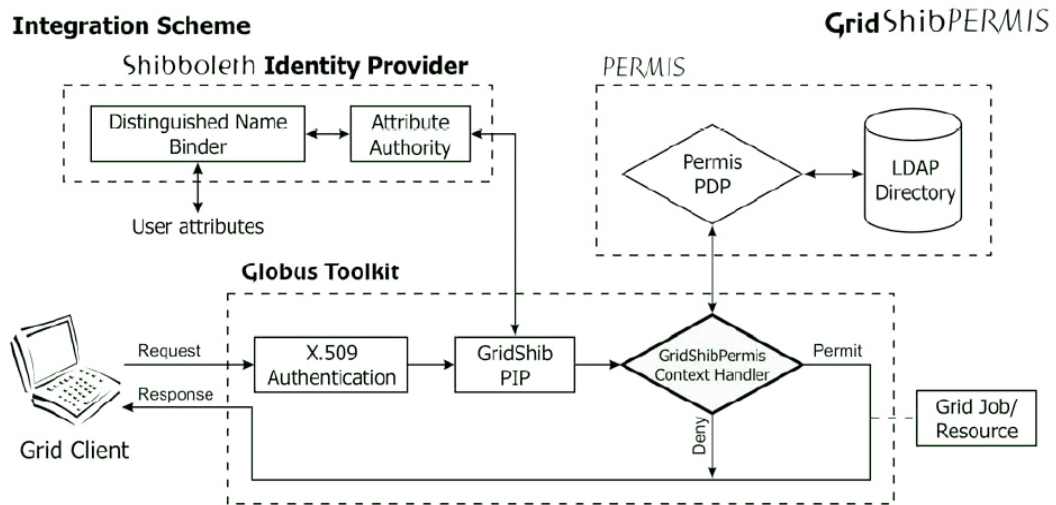 Integration Scheme
GridShibPERMIS
Shibboleth Identity Provider
PERMIS
Distinguished Name
Binder
Attribute
Authority
Permis
PDP
LDAP
Directory
User attributes
Globus Toolkit
Request
X.509
Authentication
GridShib
PIP
GridShibPermis
Context Handler
Permit
Response
Deny
Grid Job/
Resource
Grid Client